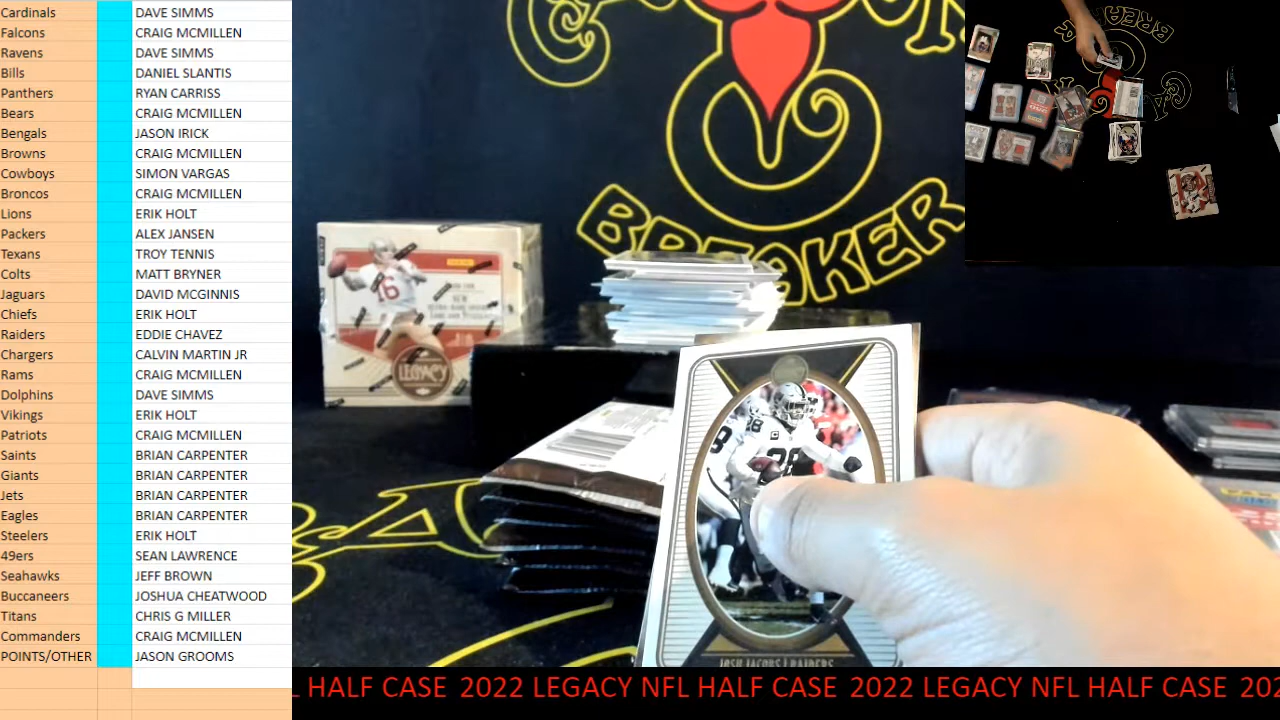 Cardinals DAVE SIMMS
Falcons CRAIG MCMILLEN
Ravens DAVE SIMMS
Bills DANIEL SLANTIS
Panthers RYAN CARRISS
Bears CRAIG MCMILLEN
Bengals JASON IRICK
Browns CRAIG MCMILLEN
Cowboys SIMON VARGAS
Broncos CRAIG MCMILLEN
Lions ERIK HOLT
Packers ALEX JANSEN
Texans TROY TENNIS
Colts MATT BRYNER
Jaguars DAVID MCGINNIS
Chiefs ERIK HOLT
Raiders EDDIE CHAVEZ
Chargers CALVIN MARTIN JR
Rams CRAIG MCMILLEN
Dolphins DAVE SIMMS
Vikings ERIK HOLT
Patriots CRAIG MCMILLEN
Saints BRIAN CARPENTER
Giants BRIAN CARPENTER
Jets BRIAN CARPENTER
Eagles BRIAN CARPENTER
Steelers ERIK HOLT
49ers SEAN LAWRENCE
Seahawks JEFF BROWN
Buccaneers JOSHUA CHEATWOOD
Titans CHRIS G MILLER
Commanders CRAIG MCMILLEN
POINTS/OTHER JASON GROOMS
BREAKER
BREAKER
16
LEGACY
28
JOSH JACOBS | RAIDERS
L HALF CASE 2022 LEGACY NFL HALF CASE 2022 LEGACY NFL HALF CASE 202